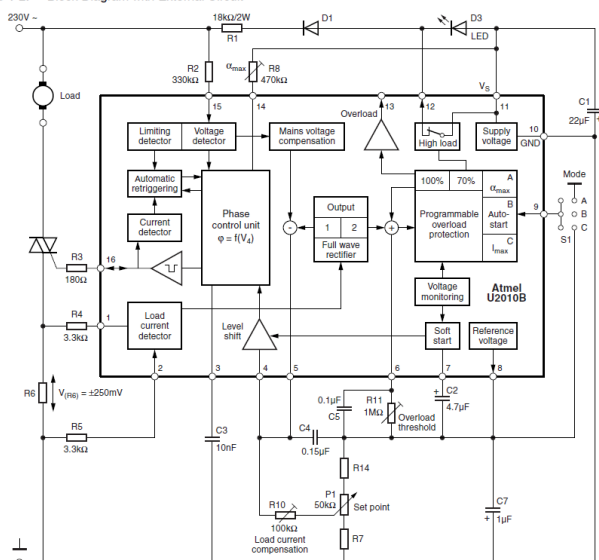 230V ~
18kΩ/2W
R1
D1
D3
LED
R2
330kΩ
αmax
R8
470kΩ
VS
Load
C1
22µF
15
14
Overload
13
12
11
10
GND
Limiting detector
Voltage detector
Mains voltage compensation
High load
Supply voltage
Automatic retriggering
Current detector
Phase control unit
φ = f(V4)
Output
1
2
Full wave rectifier
-
+
100%
70%
A
αmax
Programmable overload protection
B
Auto-start
C
Imax
Mode
A
B
C
S1
9
R3
180Ω
16
R4
3.3kΩ
1
Load current detector
Level shift
Voltage monitoring
Atmel
U2010B
Soft start
Reference voltage
2
3
4
5
6
7
8
R6
V(R6) = ±250mV
R5
3.3kΩ
C3
10nF
0.1µF
C5
R11
1MΩ
Overload threshold
+
C2
4.7µF
C4
0.15µF
R14
P1
50kΩ
Set point
R10
100kΩ
Load current compensation
R7
C7
+
1µF